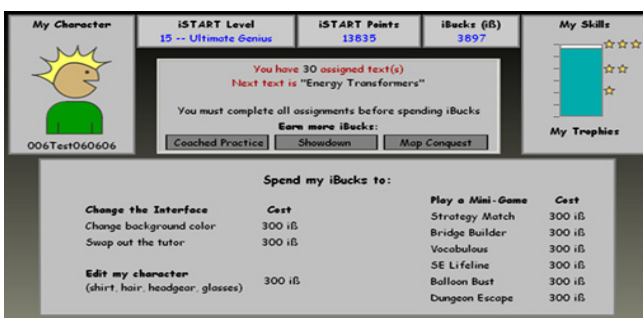 My Character
006Test060606
iSTART Level
15 -- Ultimate Genius
iSTART Points
13835
iBucks (iß)
3897
My Skills
My Trophies
You have 30 assigned text(s)
Next text is "Energy Transformers"
You must complete all assignments before spending iBucks
Earn more iBucks:
Coached Practice
Showdown
Map Conquest
Spend my iBucks to:
Change the Interface Cost
Change background color 300 iß
Swap out the tutor 300 iß
Edit my character
(shirt, hair, headgear, glasses) 300 iß
Play a Mini-Game Cost
Strategy Match 300 iß
Bridge Builder 300 iß
Vocabulous 300 iß
SE Lifeline 300 iß
Balloon Bust 300 iß
Dungeon Escape 300 iß